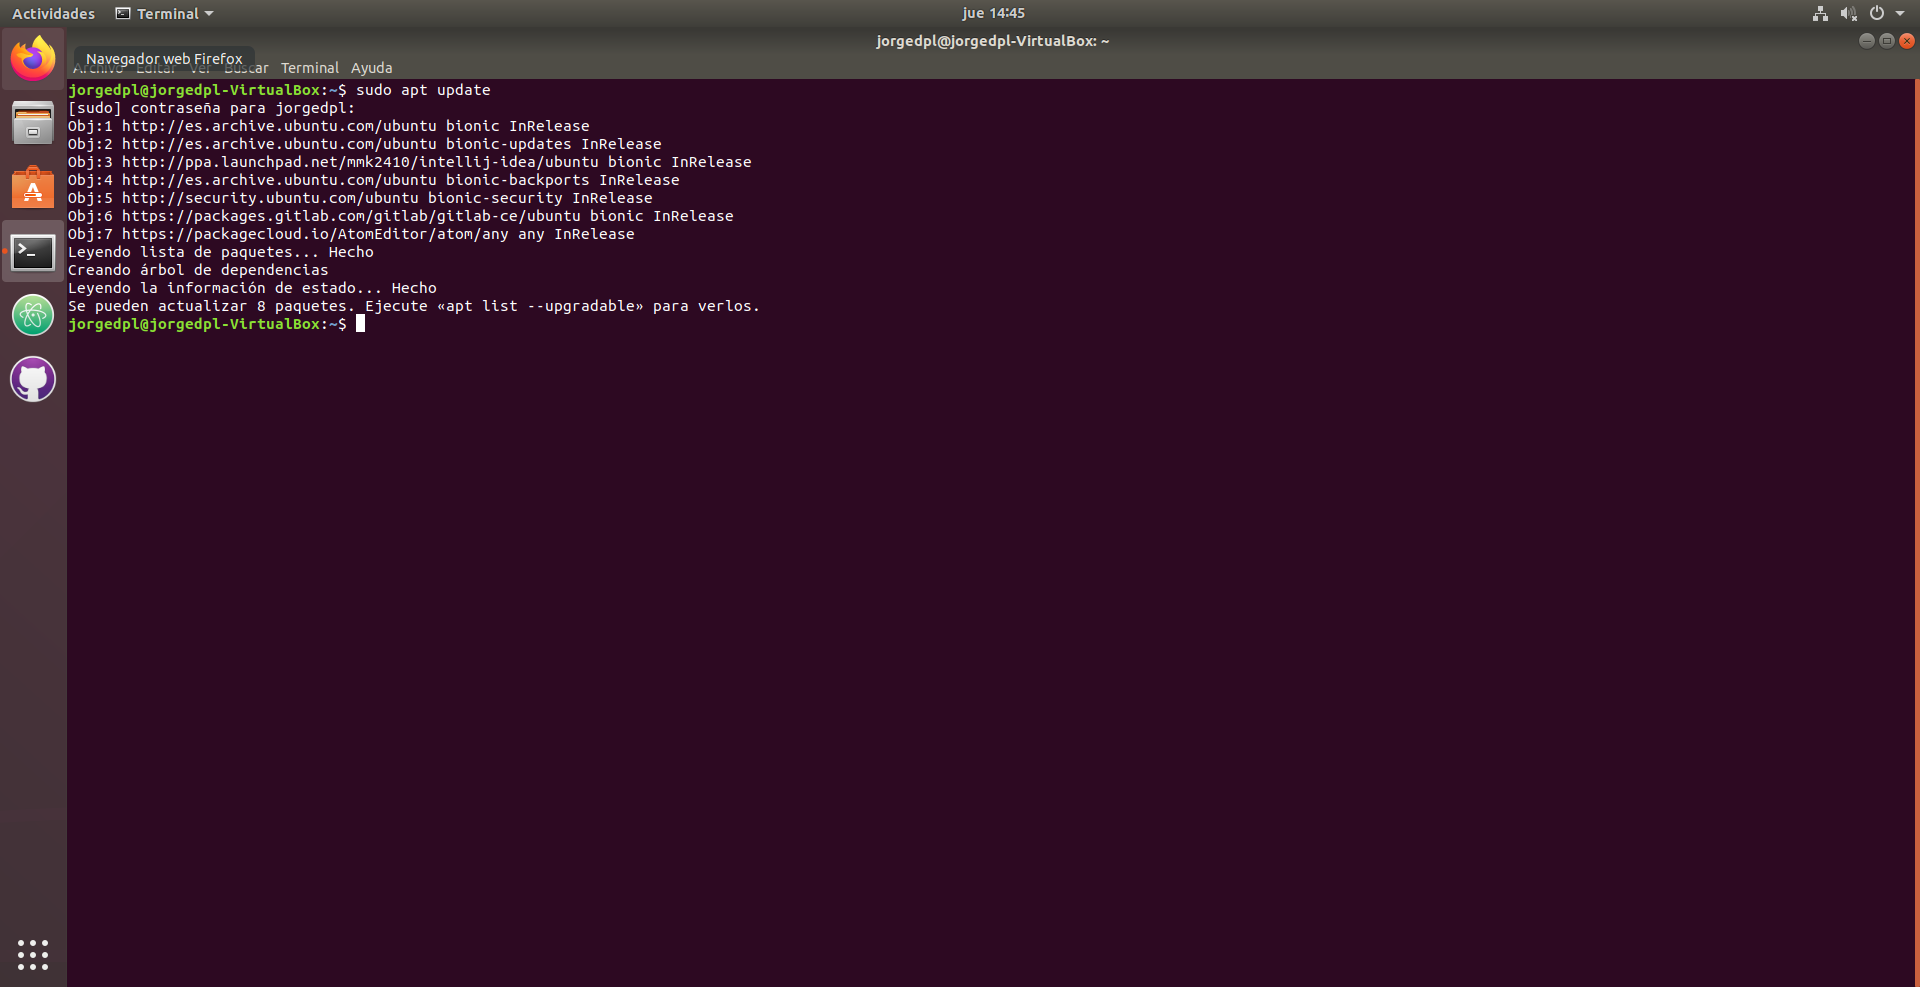 Actividades Terminal jue 14:45
jorgedpl@jorgedpl-VirtualBox: ~
Navegador web Firefox
Archivo Editar Ver Buscar Terminal Ayuda
jorgedpl@jorgedpl-VirtualBox:~$ sudo apt update
[sudo] contraseña para jorgedpl:
Obj:1 http://es.archive.ubuntu.com/ubuntu bionic InRelease
Obj:2 http://es.archive.ubuntu.com/ubuntu bionic-updates InRelease
Obj:3 http://ppa.launchpad.net/mmk2410/intellij-idea/ubuntu bionic InRelease
Obj:4 http://es.archive.ubuntu.com/ubuntu bionic-backports InRelease
Obj:5 http://security.ubuntu.com/ubuntu bionic-security InRelease
Obj:6 https://packages.gitlab.com/gitlab/gitlab-ce/ubuntu bionic InRelease
Obj:7 https://packagecloud.io/AtomEditor/atom/any any InRelease
Leyendo lista de paquetes... Hecho
Creando árbol de dependencias
Leyendo la información de estado... Hecho
Se pueden actualizar 8 paquetes. Ejecute «apt list --upgradable» para verlos.
jorgedpl@jorgedpl-VirtualBox:~$